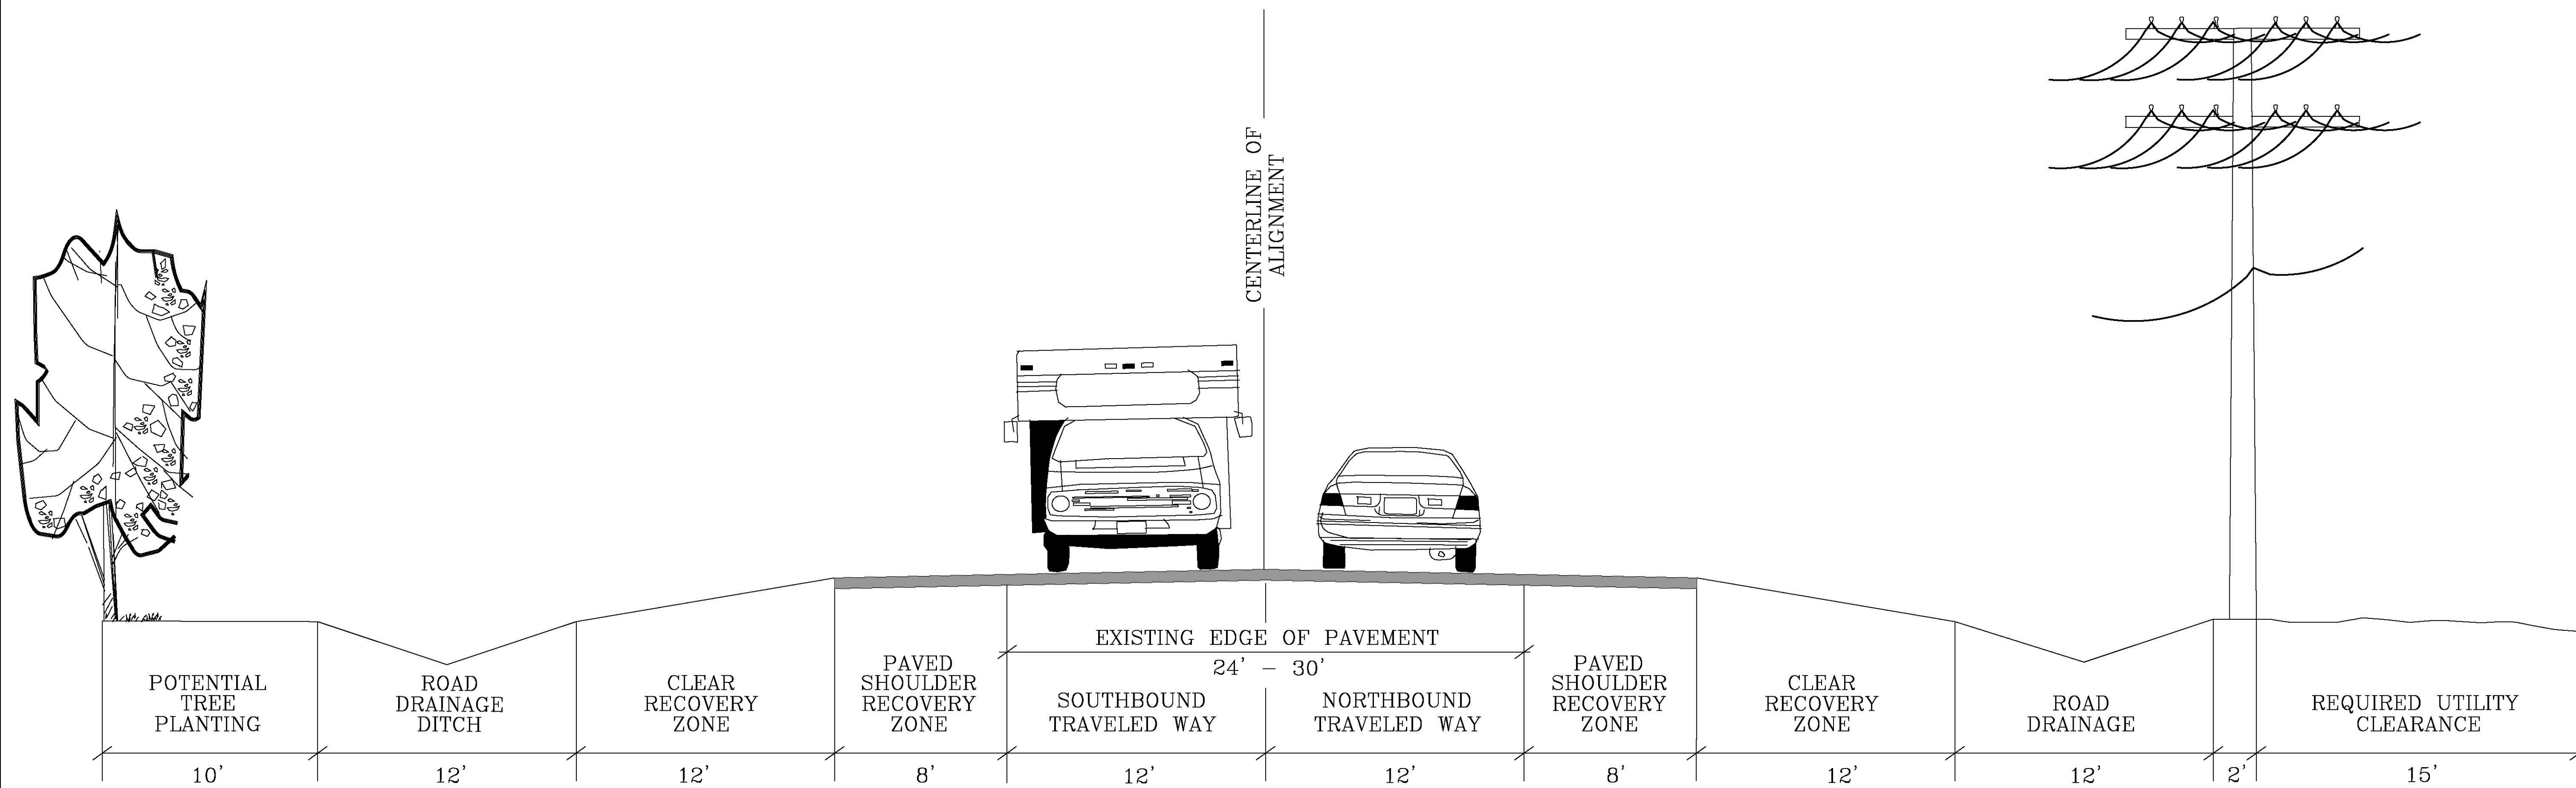 CENTERLINE OF
ALIGNMENT
EXISTING EDGE OF PAVEMENT
24' – 30'
POTENTIAL
TREE
PLANTING
ROAD
DRAINAGE
DITCH
CLEAR
RECOVERY
ZONE
PAVED
SHOULDER
RECOVERY
ZONE
SOUTHBOUND
TRAVELED WAY
NORTHBOUND
TRAVELED WAY
PAVED
SHOULDER
RECOVERY
ZONE
CLEAR
RECOVERY
ZONE
ROAD
DRAINAGE
REQUIRED UTILITY
CLEARANCE
10'
12'
12'
8'
12'
12'
8'
12'
12'
2'
15'